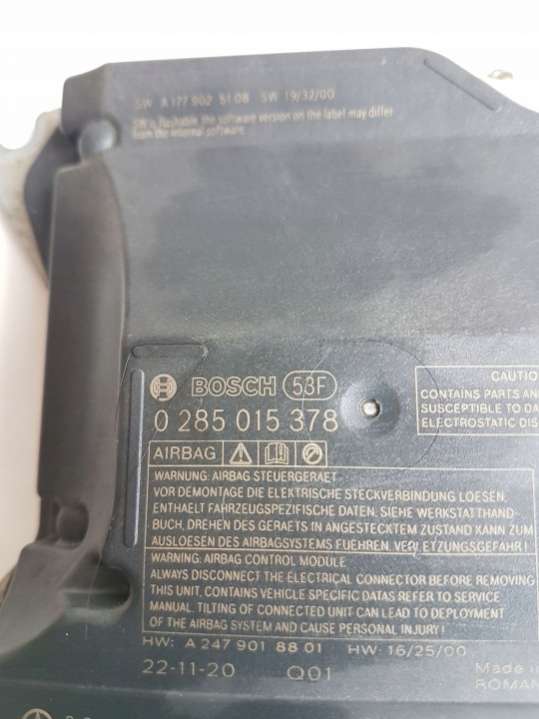 SW A 177 902 51 08 SW 19/32/00
SW is flashable, the software version on the label may differ
from the internal software.
BOSCH 53F
0 285 015 378
CAUTIO
CONTAINS PARTS AN
SUSCEPTIBLE TO DA
ELECTROSTATIC DIS
AIRBAG
WARNUNG: AIRBAG STEUERGERAET
VOR DEMONTAGE DIE ELEKTRISCHE STECKVERBINDUNG LOESEN.
ENTHAELT FAHRZEUGSPEZIFISCHE DATEN, SIEHE WERKSTATTHAND-
BUCH, DREHEN DES GERAETS IN ANGESTECKTEM ZUSTAND KANN ZUM
AUSLOESEN DES AIRBAGSYSTEMS FUEHREN, VERLETZUNGSGEFAHR!
WARNING: AIRBAG CONTROL MODULE
ALWAYS DISCONNECT THE ELECTRICAL CONNECTOR BEFORE REMOVING
THIS UNIT, CONTAINS VEHICLE SPECIFIC DATAS REFER TO SERVICE
MANUAL. TILTING OF CONNECTED UNIT CAN LEAD TO DEPLOYMENT
OF THE AIRBAG SYSTEM AND CAUSE PERSONAL INJURY!
HW: A 247 901 88 01 HW: 16/25/00
22-11-20 Q01 Made in
ROMAN